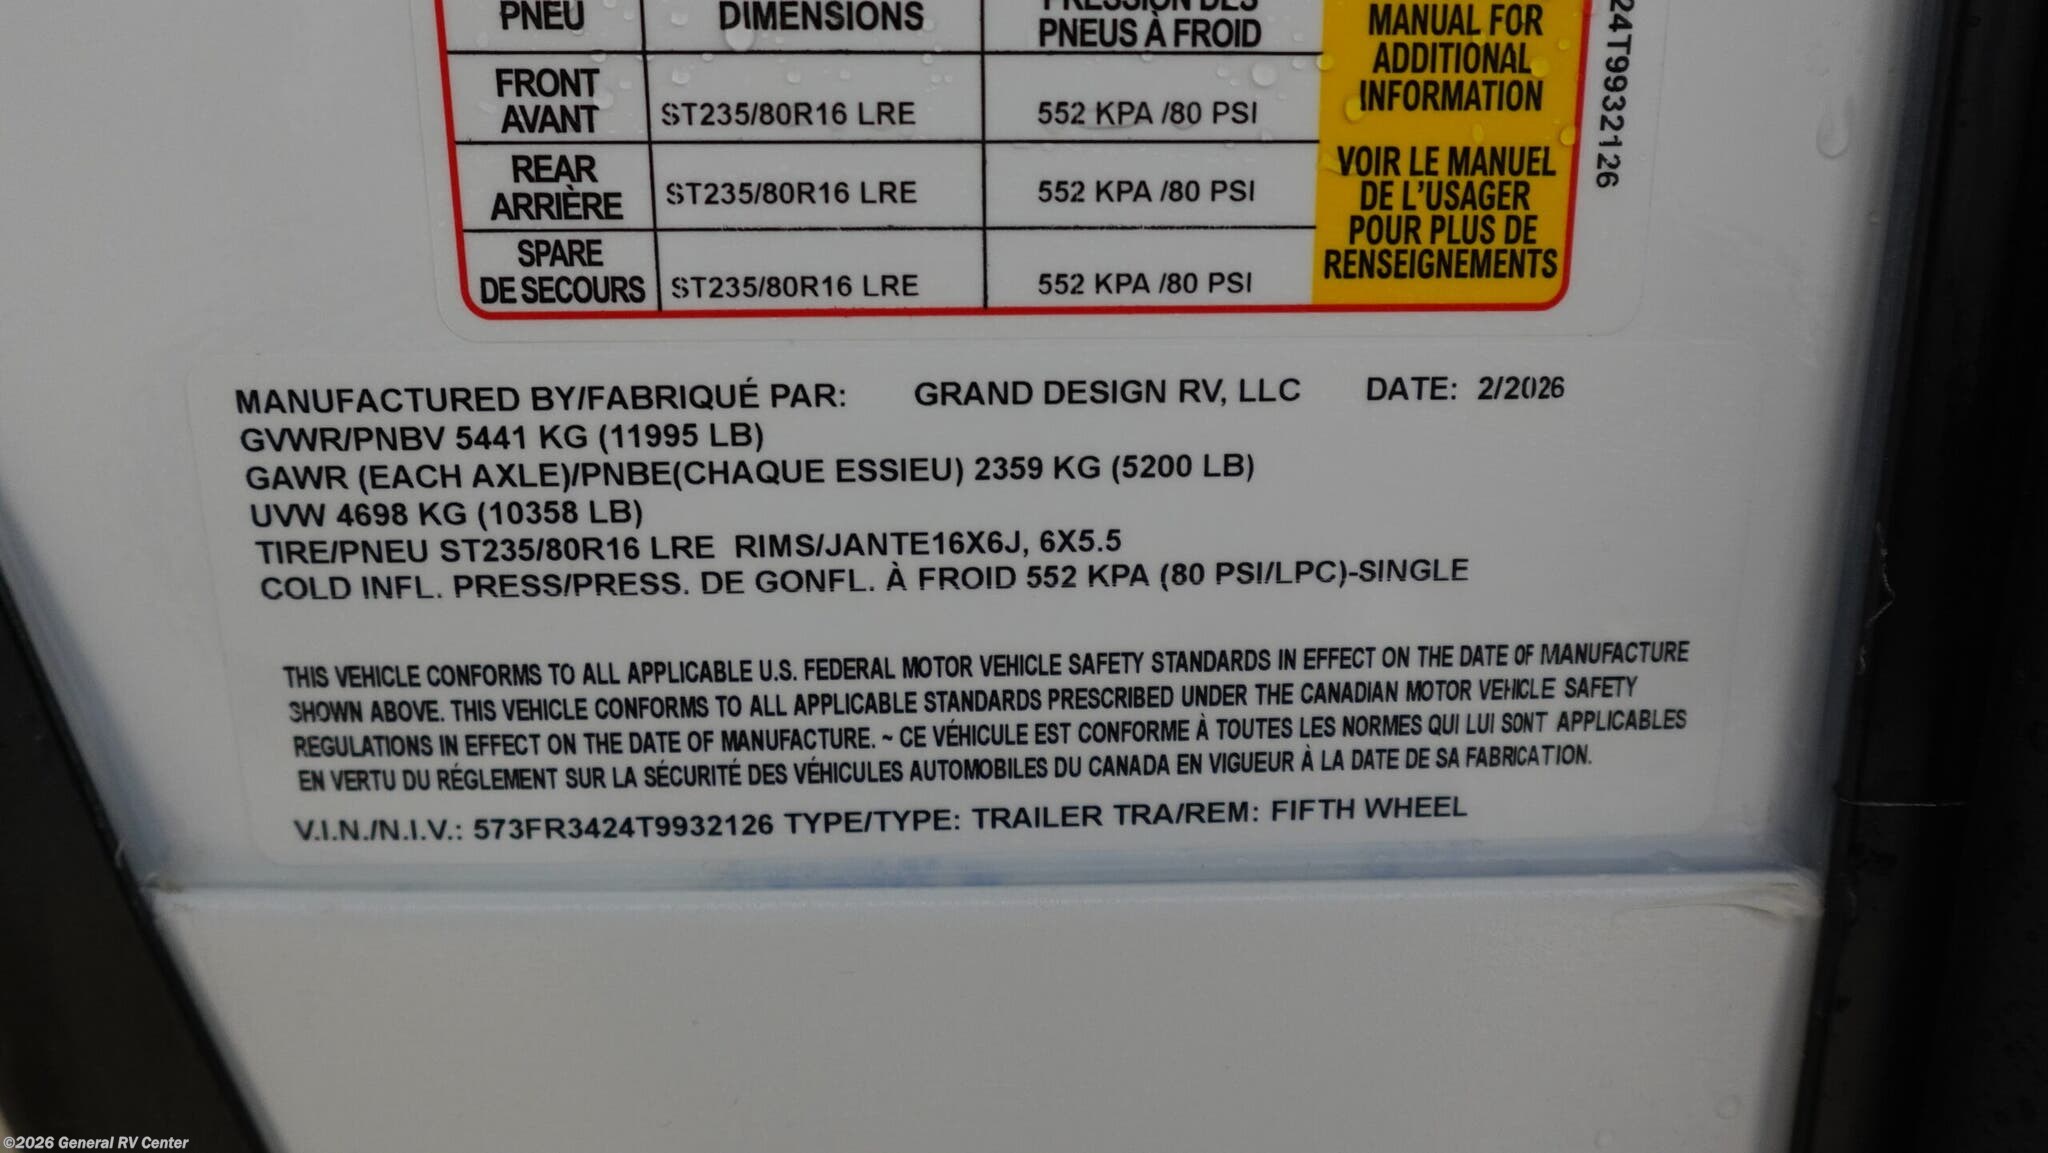 PNEU DIMENSIONS PRESSION DES
PNEUS À FROID
FRONT
AVANT ST235/80R16 LRE 552 KPA /80 PSI
REAR
ARRIÈRE ST235/80R16 LRE 552 KPA /80 PSI
SPARE
DE SECOURS ST235/80R16 LRE 552 KPA /80 PSI
MANUAL FOR
ADDITIONAL
INFORMATION
VOIR LE MANUEL
DE L'USAGER
POUR PLUS DE
RENSEIGNEMENTS
24T9932126
MANUFACTURED BY/FABRIQUÉ PAR: GRAND DESIGN RV, LLC DATE: 2/2026
GVWR/PNBV 5441 KG (11995 LB)
GAWR (EACH AXLE)/PNBE(CHAQUE ESSIEU) 2359 KG (5200 LB)
UVW 4698 KG (10358 LB)
TIRE/PNEU ST235/80R16 LRE RIMS/JANTE16X6J, 6X5.5
COLD INFL. PRESS/PRESS. DE GONFL. À FROID 552 KPA (80 PSI/LPC)-SINGLE
THIS VEHICLE CONFORMS TO ALL APPLICABLE U.S. FEDERAL MOTOR VEHICLE SAFETY STANDARDS IN EFFECT ON THE DATE OF MANUFACTURE
SHOWN ABOVE. THIS VEHICLE CONFORMS TO ALL APPLICABLE STANDARDS PRESCRIBED UNDER THE CANADIAN MOTOR VEHICLE SAFETY
REGULATIONS IN EFFECT ON THE DATE OF MANUFACTURE. ~ CE VÉHICULE EST CONFORME À TOUTES LES NORMES QUI LUI SONT APPLICABLES
EN VERTU DU RÉGLEMENT SUR LA SÉCURITÉ DES VÉHICULES AUTOMOBILES DU CANADA EN VIGUEUR À LA DATE DE SA FABRICATION.
V.I.N./N.I.V.: 573FR3424T9932126 TYPE/TYPE: TRAILER TRA/REM: FIFTH WHEEL
©2026 General RV Center